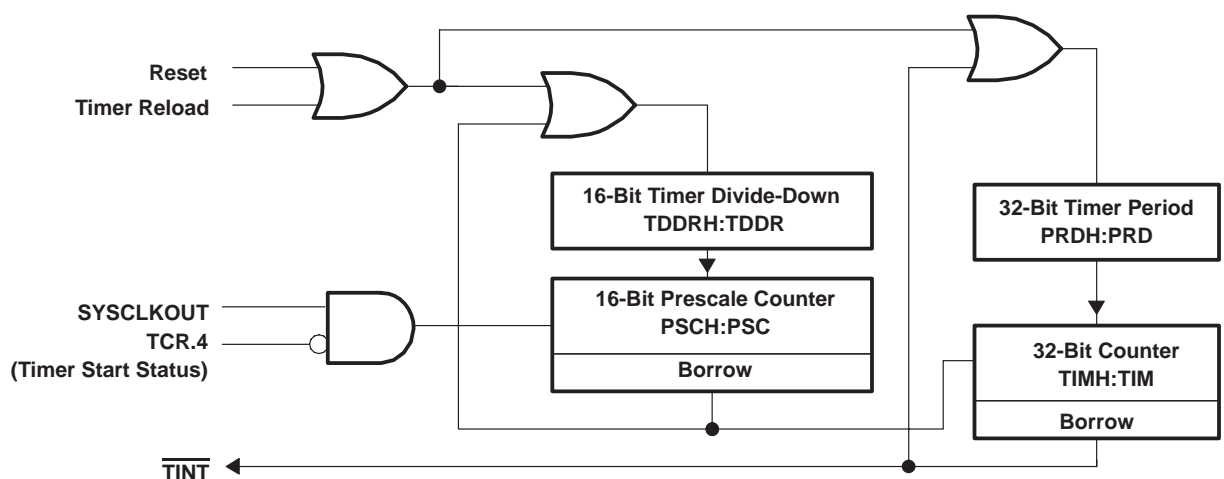 Reset
Timer Reload
16-Bit Timer Divide-Down
TDDRH:TDDR
32-Bit Timer Period
PRDH:PRD
SYSCLKOUT
TCR.4
(Timer Start Status)
16-Bit Prescale Counter
PSCH:PSC
Borrow
32-Bit Counter
TIMH:TIM
Borrow
TINT